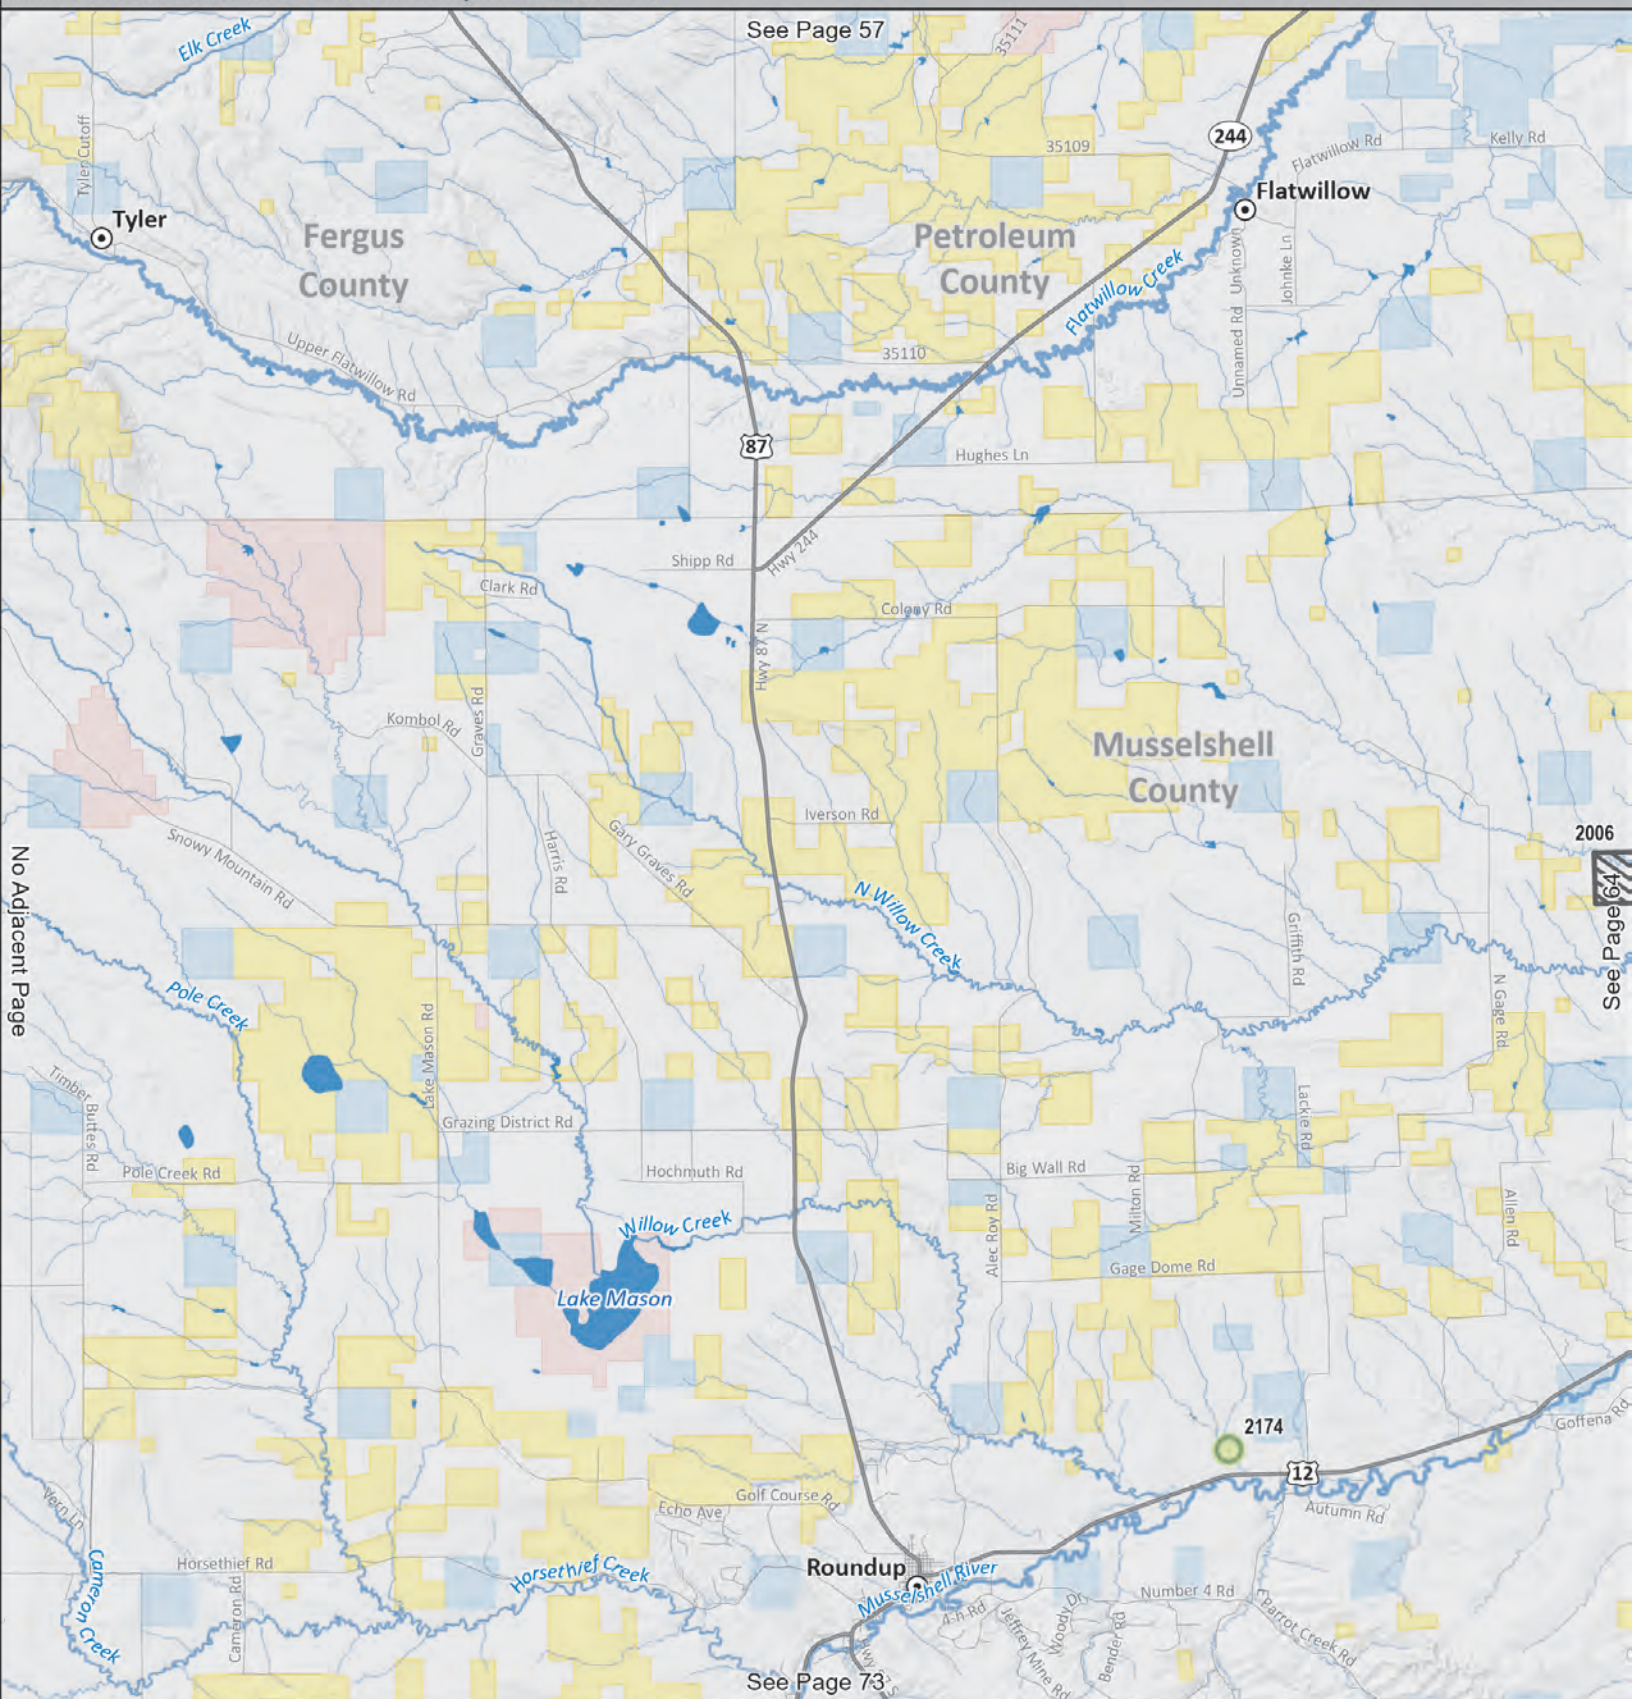 See Page 57
Elk Creek
35111
244
35109
Flatwillow Rd
Kelly Rd
Tyler Cutoff
Tyler
Flatwillow
Fergus
County
Petroleum
County
Flatwillow Creek
Unnamed Rd Unknown
Johnke Ln
Upper Flatwillow Rd
35110
87
Hughes Ln
Shipp Rd
Hwy 244
Clark Rd
Colony Rd
Hwy 87 N
Graves Rd
Kombol Rd
Musselshell
County
Iverson Rd
Snowy Mountain Rd
Harris Rd
Gary Graves Rd
2006
No Adjacent Page
See Page 64
N Willow Creek
Griffith Rd
N Gage Rd
Pole Creek
Lake Mason Rd
Timber Buttes Rd
Grazing District Rd
Lackie Rd
Pole Creek Rd
Hochmuth Rd
Big Wall Rd
Milton Rd
Alec Roy Rd
Allen Rd
Willow Creek
Gage Dome Rd
Lake Mason
2174
12
Goffena Rd
Vern Ln
Golf Course Rd
Echo Ave
Autumn Rd
Horsethief Rd
Horsethief Creek
Roundup
Musselshell River
Cameron Creek
Cameron Rd
4-h Rd
Jeffrey Mine Rd
Woody Dr
Bender Rd
Number 4 Rd
E Parrot Creek Rd
See Page 73